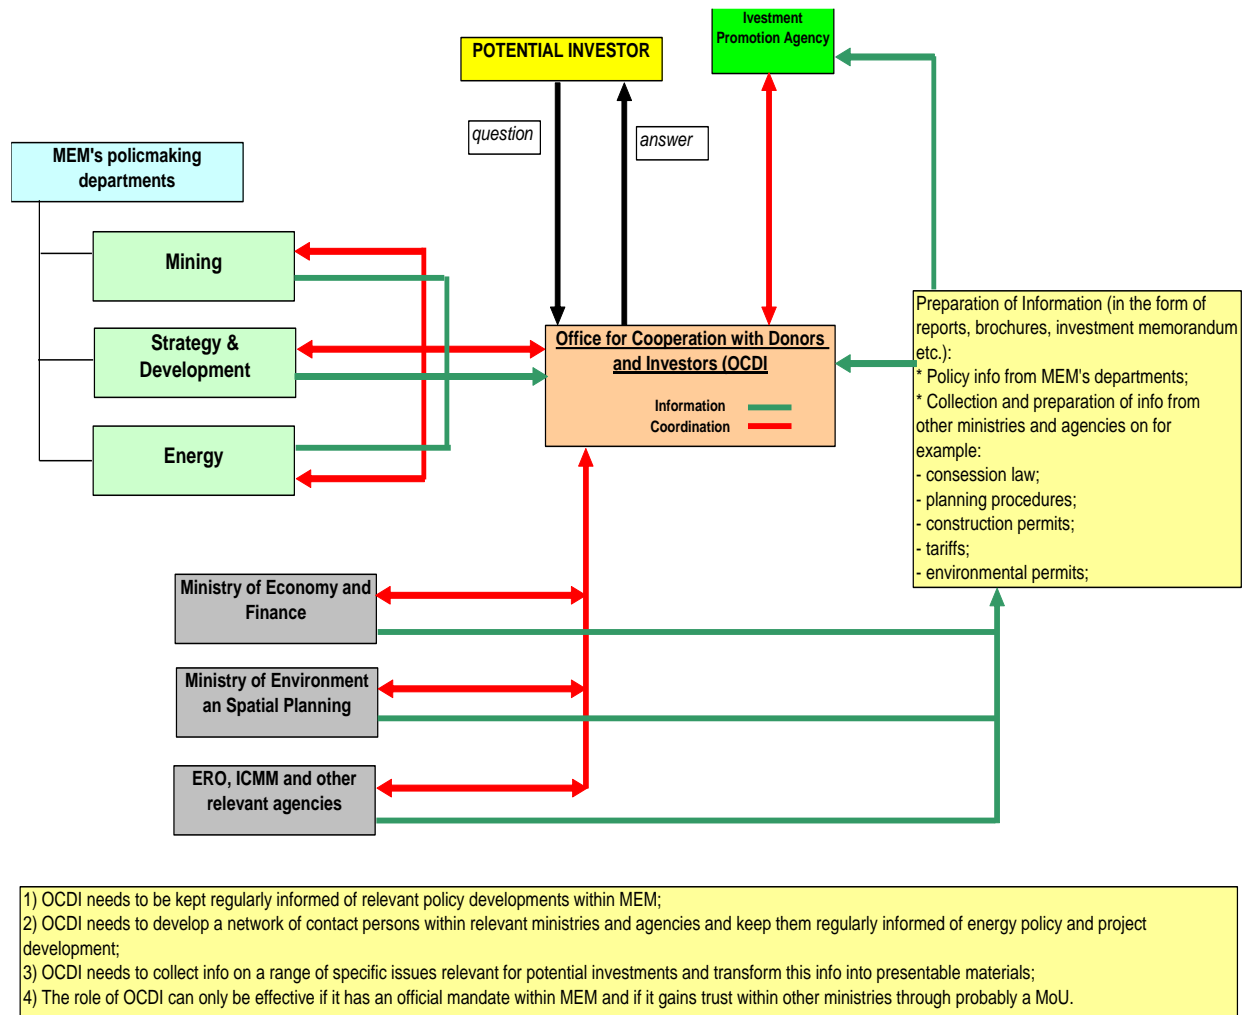 Ivestment
Promotion Agency
POTENTIAL INVESTOR
question
answer
MEM's policmaking
departments
Mining
Strategy &
Development
Energy
Office for Cooperation with Donors
and Investors (OCDI
Information
Coordination
Preparation of Information (in the form of
reports, brochures, investment memorandum
etc.):
* Policy info from MEM's departments;
* Collection and preparation of info from
other ministries and agencies on for
example:
- consession law;
- planning procedures;
- construction permits;
- tariffs;
- environmental permits;
Ministry of Economy and
Finance
Ministry of Environment
an Spatial Planning
ERO, ICMM and other
relevant agencies
1) OCDI needs to be kept regularly informed of relevant policy developments within MEM;
2) OCDI needs to develop a network of contact persons within relevant ministries and agencies and keep them regularly informed of energy policy and project
development;
3) OCDI needs to collect info on a range of specific issues relevant for potential investments and transform this info into presentable materials;
4) The role of OCDI can only be effective if it has an official mandate within MEM and if it gains trust within other ministries through probably a MoU.